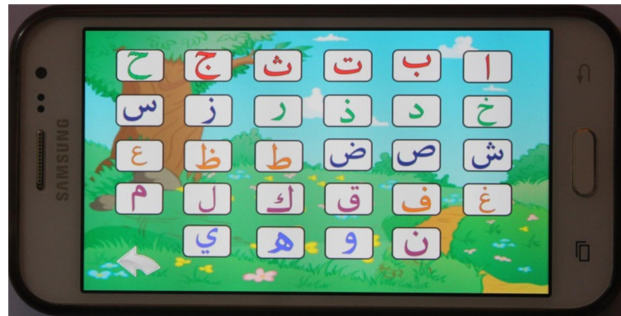 ا ب ت ث ج ح
خ د ذ ر ز س
ش ص ض ط ظ ع
غ ف ق ك ل م
ن و ه ي
SAMSUNG